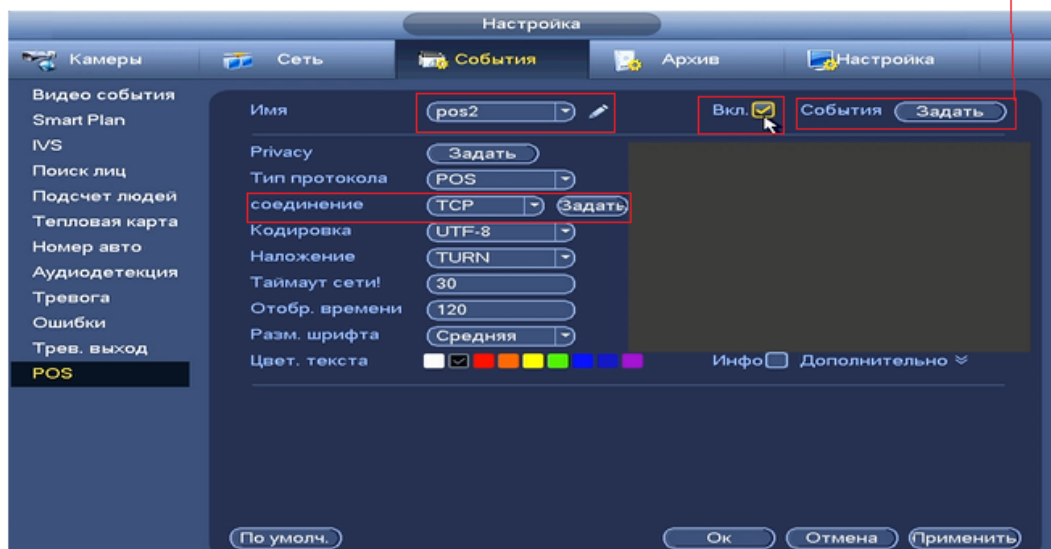 Настройка
Камеры Сеть События Архив Настройка
Видео события
Smart Plan
IVS
Поиск лиц
Подсчет людей
Тепловая карта
Номер авто
Аудиодетекция
Тревога
Ошибки
Трев. выход
POS
Имя pos2 Вкл. События Задать
Privacy Задать
Тип протокола POS
соединение TCP Задать
Кодировка UTF-8
Наложение TURN
Таймаут сети! 30
Отобр. времени 120
Разм. шрифта Средняя
Цвет. текста Инфо Дополнительно
По умолч. Ок Отмена Применить